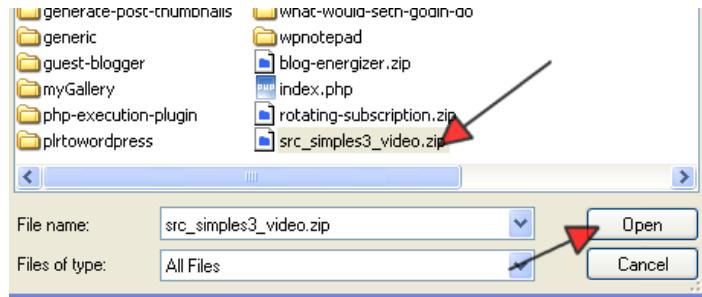 generate-post-thumbnails
generic
guest-blogger
myGallery
php-execution-plugin
plrtowordpress
what-would-seth-godin-do
wpnotepad
blog-energizer.zip
PHP index.php
rotating-subscription.zip
src_simples3_video.zip
File name: src_simples3_video.zip Open
Files of type: All Files Cancel